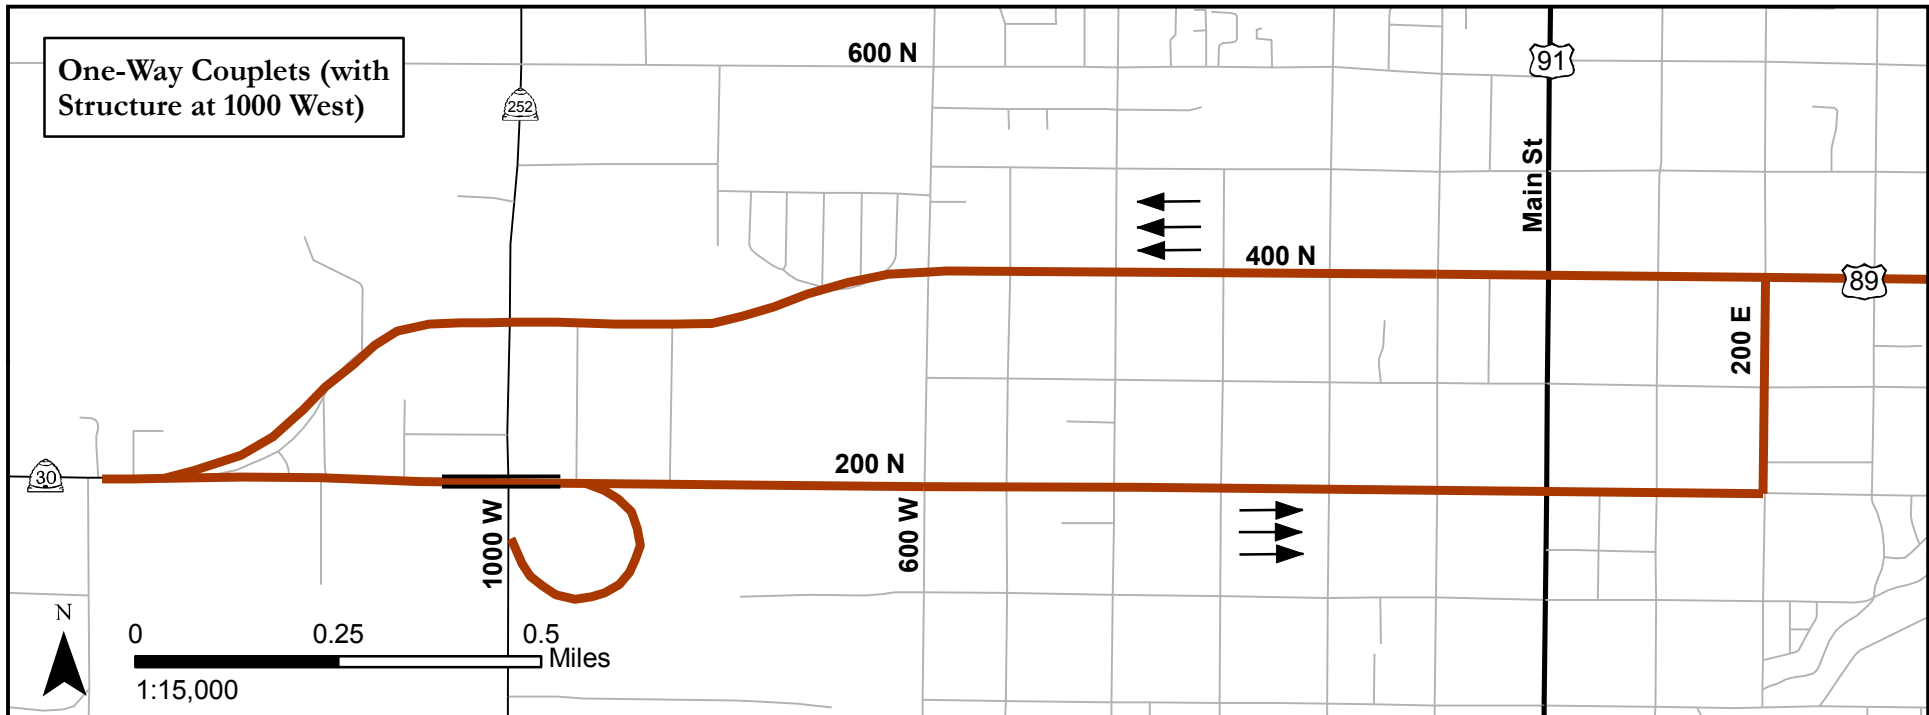 One-Way Couplets (with
Structure at 1000 West)
600 N
91
252
Main St
400 N
89
200 E
30
200 N
1000 W
600 W
N
0 0.25 0.5
Miles
1:15,000